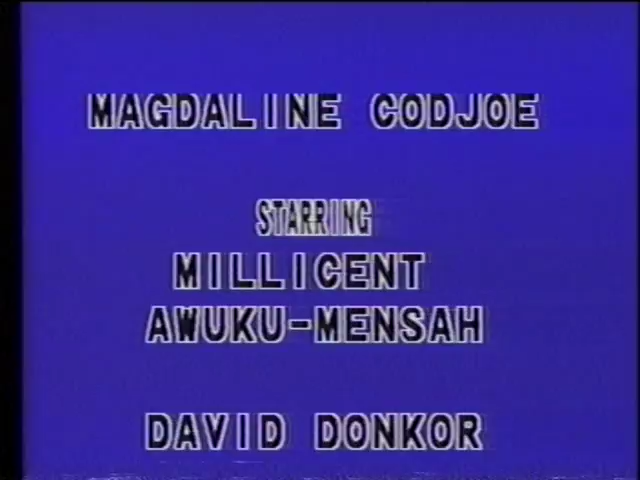 MAGDALINE CODJOE
STARRING
MILLICENT
AWUKU-MENSAH
DAVID DONKOR